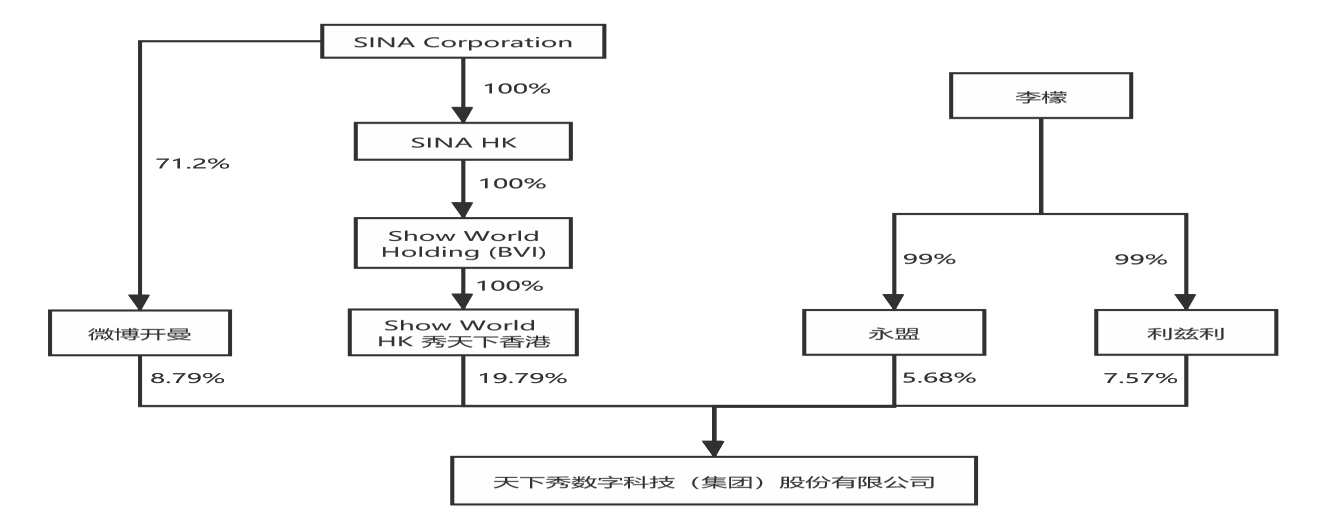 SINA Corporation
100%
李檬
SINA HK
71.2%
100%
Show World
Holding (BVI)
99%
99%
100%
微博开曼
Show World
HK 秀天下香港
永盟
利兹利
8.79%
19.79%
5.68%
7.57%
天下秀数字科技（集团）股份有限公司